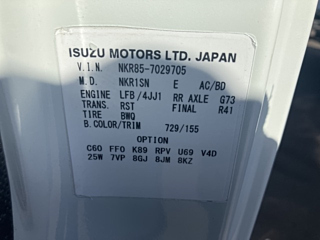 ISUZU MOTORS LTD. JAPAN
V.I.N. NKR85-7029705
M.D. NKR1SN E AC/BD
ENGINE LFB /4JJ1 RR AXLE G73
TRANS. RST FINAL R41
TIRE BWQ
B.COLOR/TRIM 729/155
OPTION
C60 FF0 K89 RPV U69 V4D
25W 7VP 8GJ 8JM 8KZ